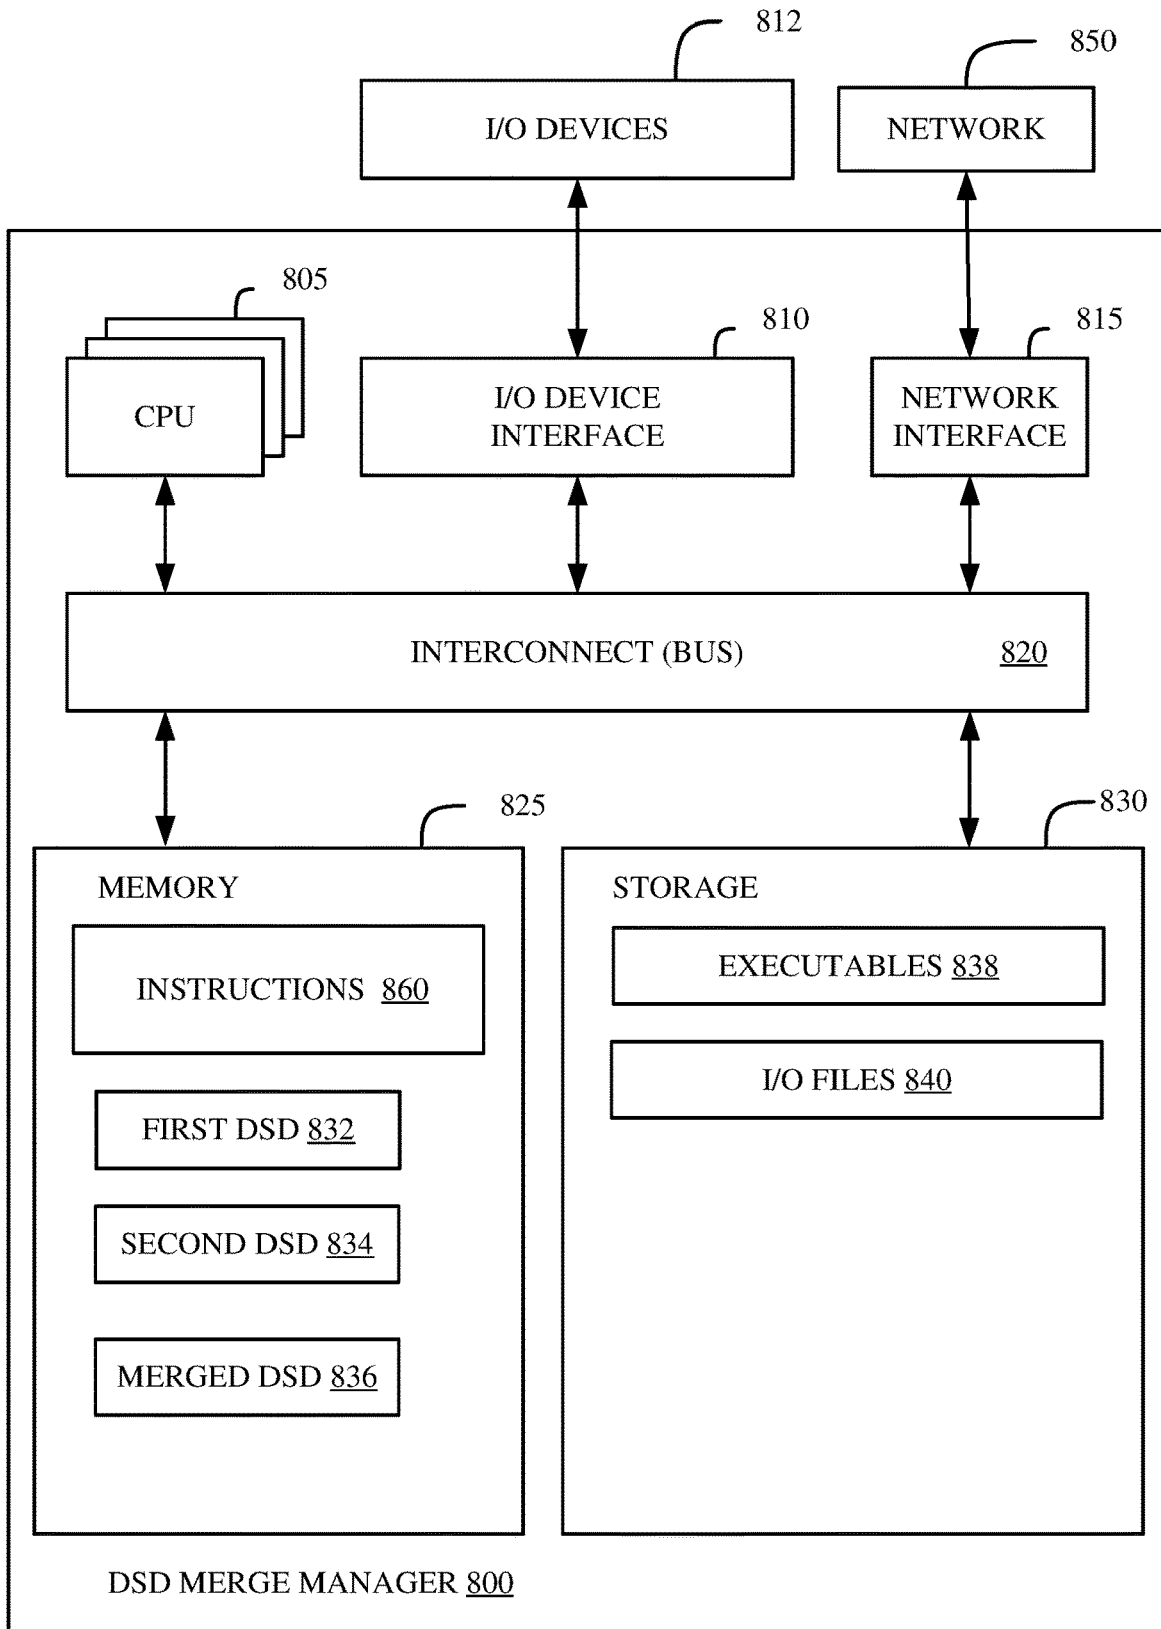 812
850
I/O DEVICES
NETWORK
805
810
815
CPU
I/O DEVICE
INTERFACE
NETWORK
INTERFACE
INTERCONNECT (BUS) 820
825
830
MEMORY
INSTRUCTIONS 860
FIRST DSD 832
SECOND DSD 834
MERGED DSD 836
STORAGE
EXECUTABLES 838
I/O FILES 840
DSD MERGE MANAGER 800